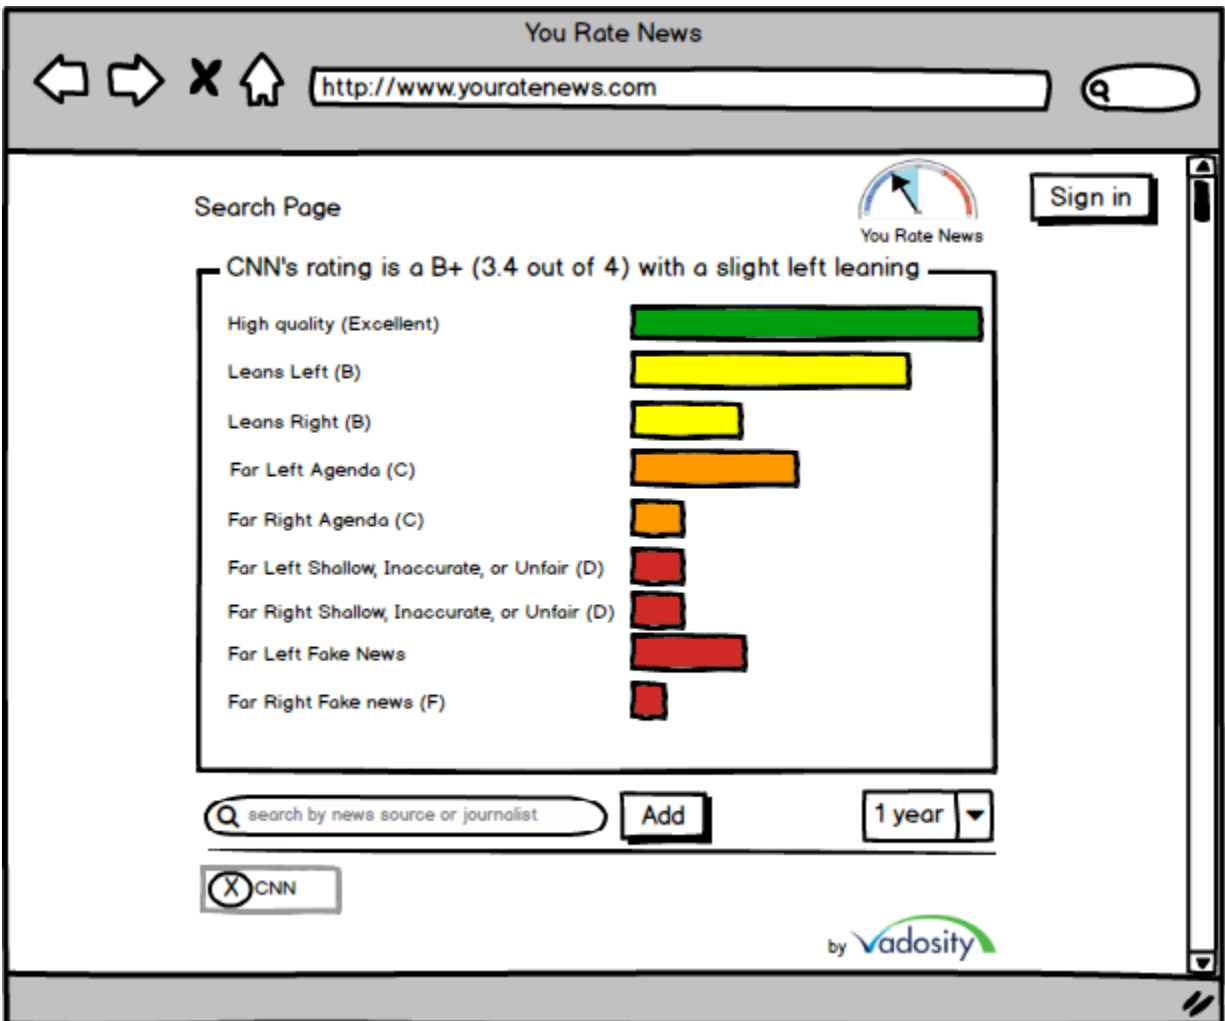 You Rate News
http://www.youratenews.com
Search Page
You Rate News
Sign in
CNN's rating is a B+ (3.4 out of 4) with a slight left leaning
High quality (Excellent)
Leans Left (B)
Leans Right (B)
Far Left Agenda (C)
Far Right Agenda (C)
Far Left Shallow, Inaccurate, or Unfair (D)
Far Right Shallow, Inaccurate, or Unfair (D)
Far Left Fake News
Far Right Fake news (F)
search by news source or journalist
Add
1 year
X CNN
by Vadosity